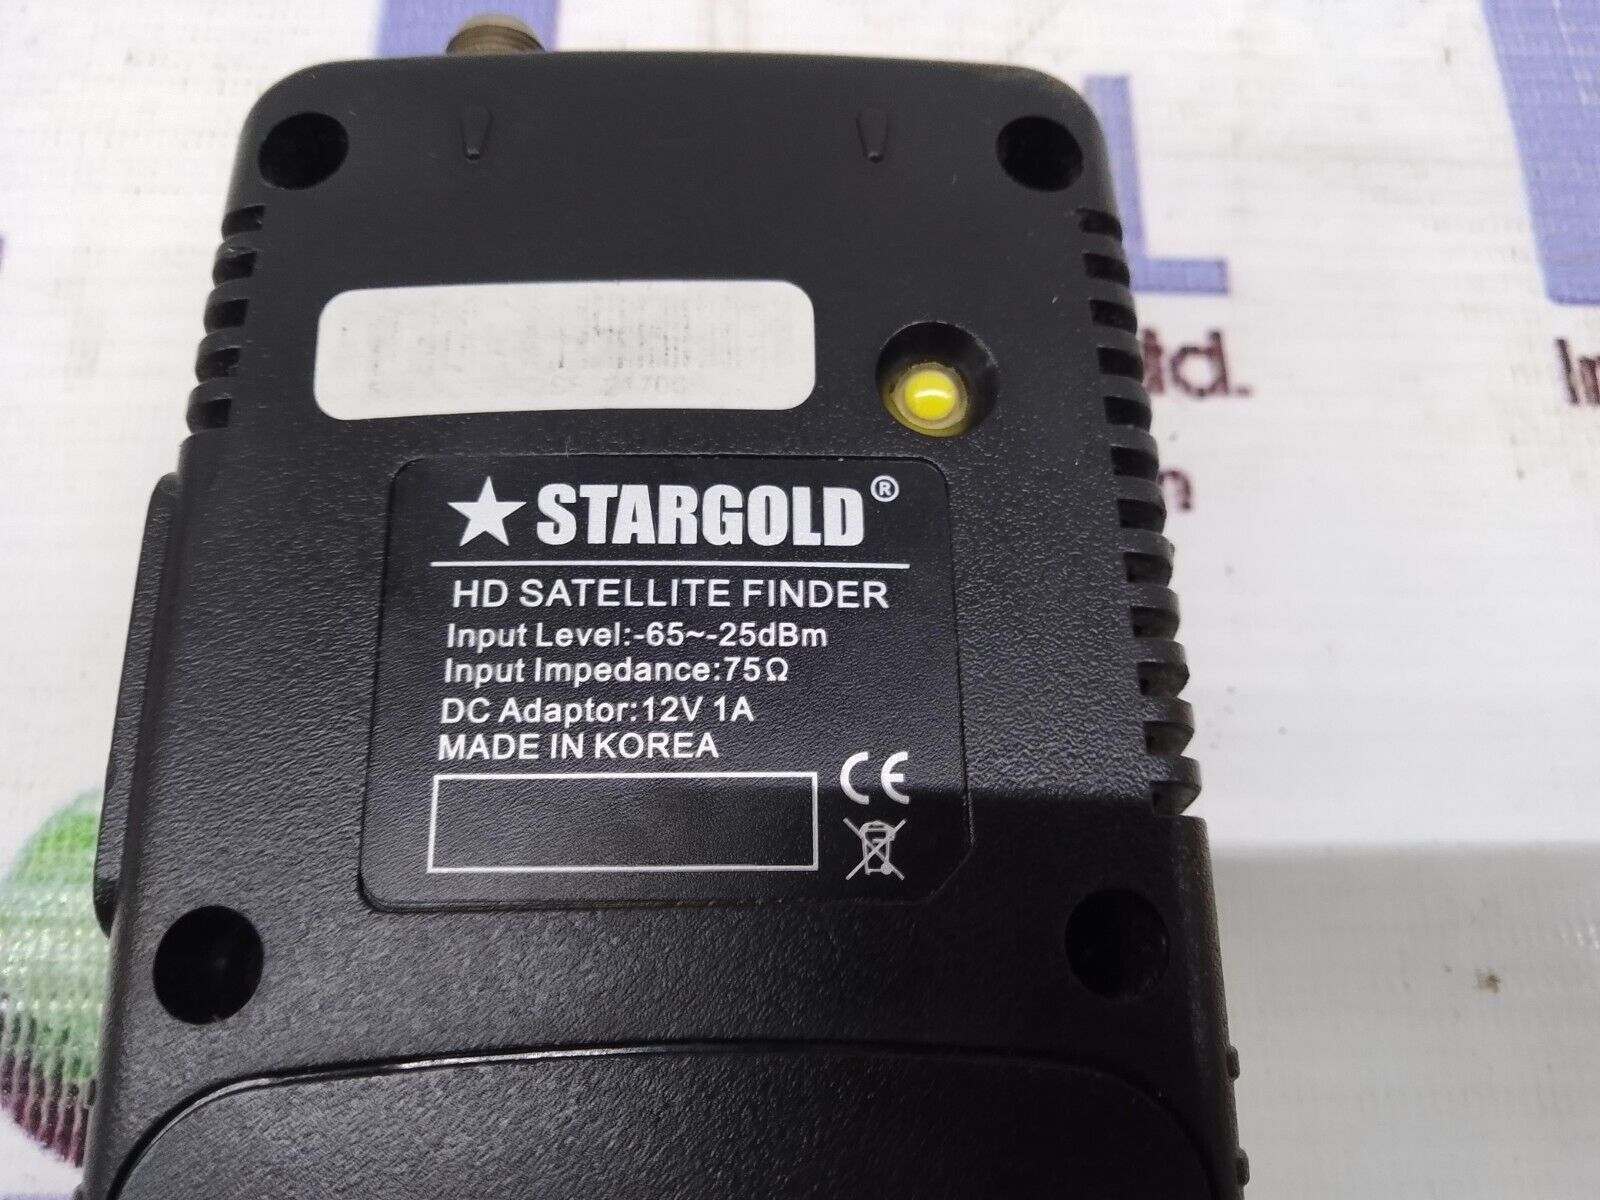 STARGOLD®
HD SATELLITE FINDER
Input Level:-65~-25dBm
Input Impedance:75Ω
DC Adaptor:12V 1A
MADE IN KOREA
CE